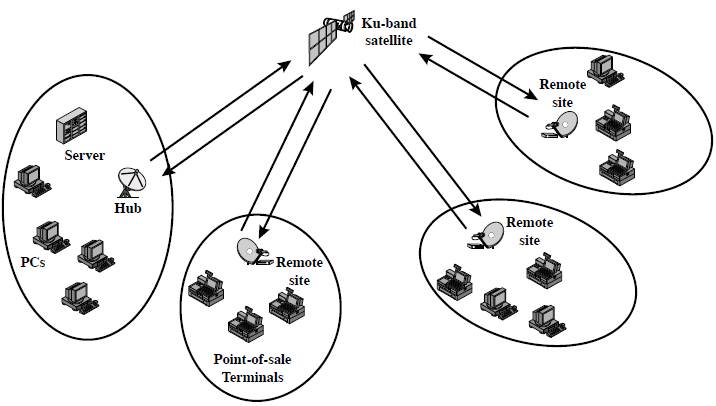 Ku-band
satellite
Server
Hub
PCs
Remote
site
Point-of-sale
Terminals
Remote
site
Remote
site